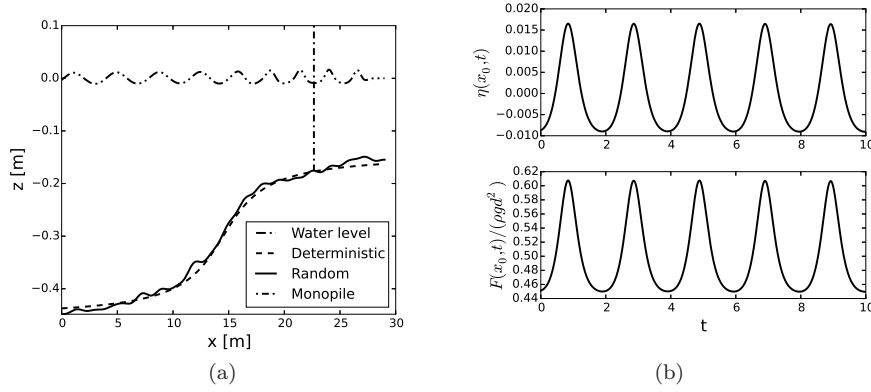 0.1
0.0
−0.1
−0.2
−0.4
z [m]
0 5 10 15 20 25 30
x [m]
Water level
Deterministic
Random
Monopile
(a)
0.020
0.015
0.010
0.005
0.000
−0.005
−0.010
η(x₀,t)
0 2 4 6 8 10
0.62
0.60
0.58
0.56
0.54
0.52
0.50
0.48
0.46
0.44
F(x₀,t)/(ρgd²)
0 2 4 6 8 10
t
(b)